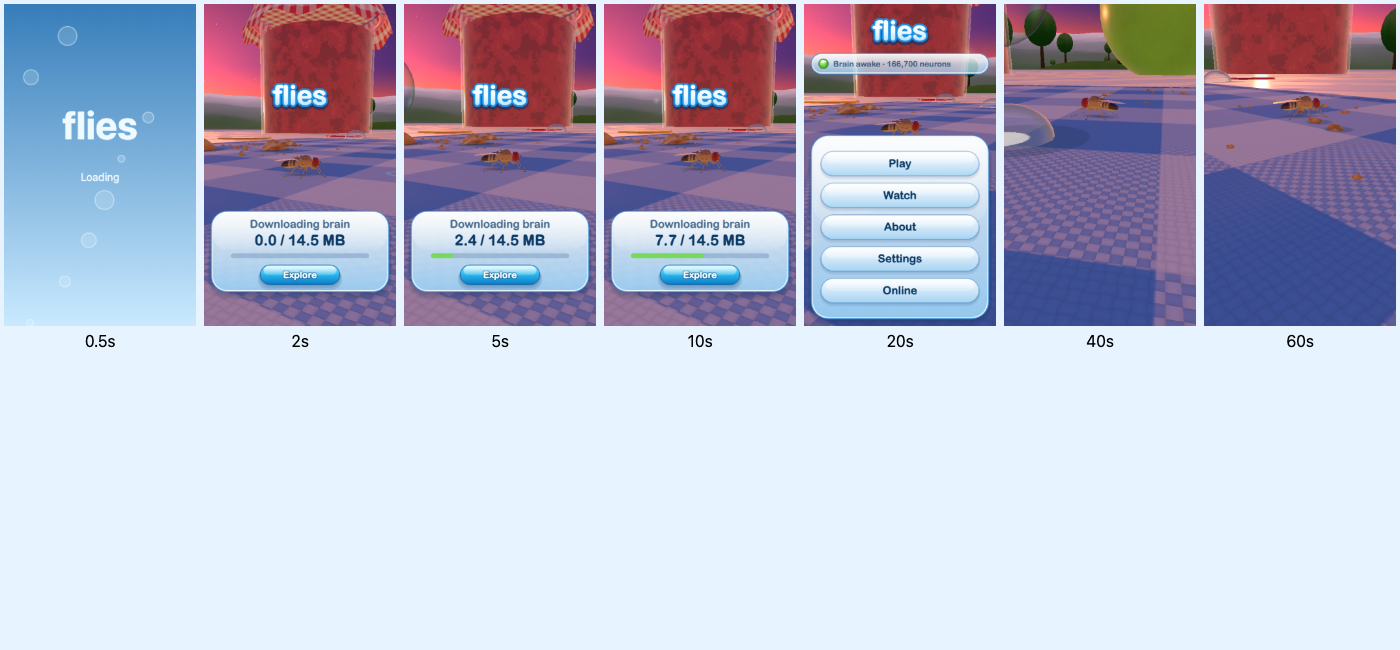 flies
Loading
0.5s
flies
Downloading brain
0.0 / 14.5 MB
Explore
2s
flies
Downloading brain
2.4 / 14.5 MB
Explore
5s
flies
Downloading brain
7.7 / 14.5 MB
Explore
10s
flies
Brain awake - 166,700 neurons
Play
Watch
About
Settings
Online
20s
40s
60s